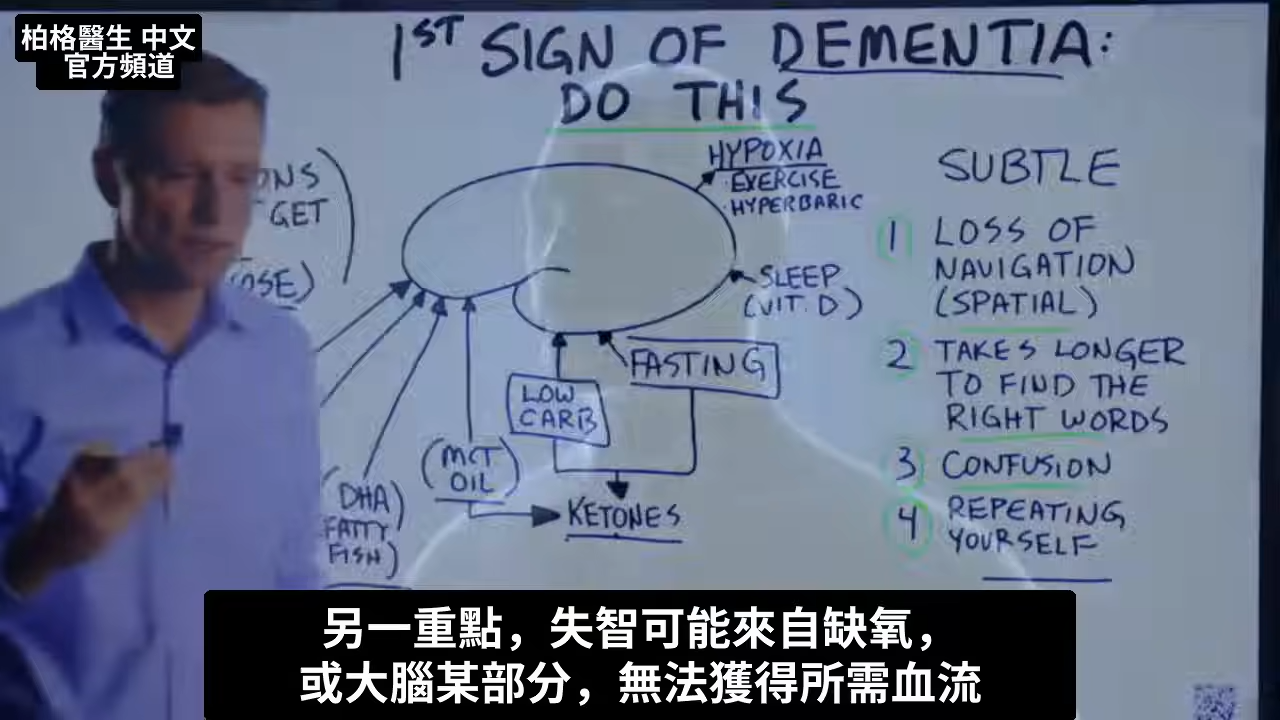 柏格醫生 中文
官方頻道
1ST SIGN OF DEMENTIA:
DO THIS
HYPOXIA
·EXERCISE
·HYPERBARIC
SLEEP
(VIT. D)
FASTING
LOW
CARB
(MCT
OIL)
KETONES
(DHA)
FATTY
FISH)
GET
SUBTLE
1 LOSS OF
NAVIGATION
(SPATIAL)
2 TAKES LONGER
TO FIND THE
RIGHT WORDS
3 CONFUSION
4 REPEATING
YOURSELF
另一重點，失智可能來自缺氧，
或大腦某部分，無法獲得所需血流